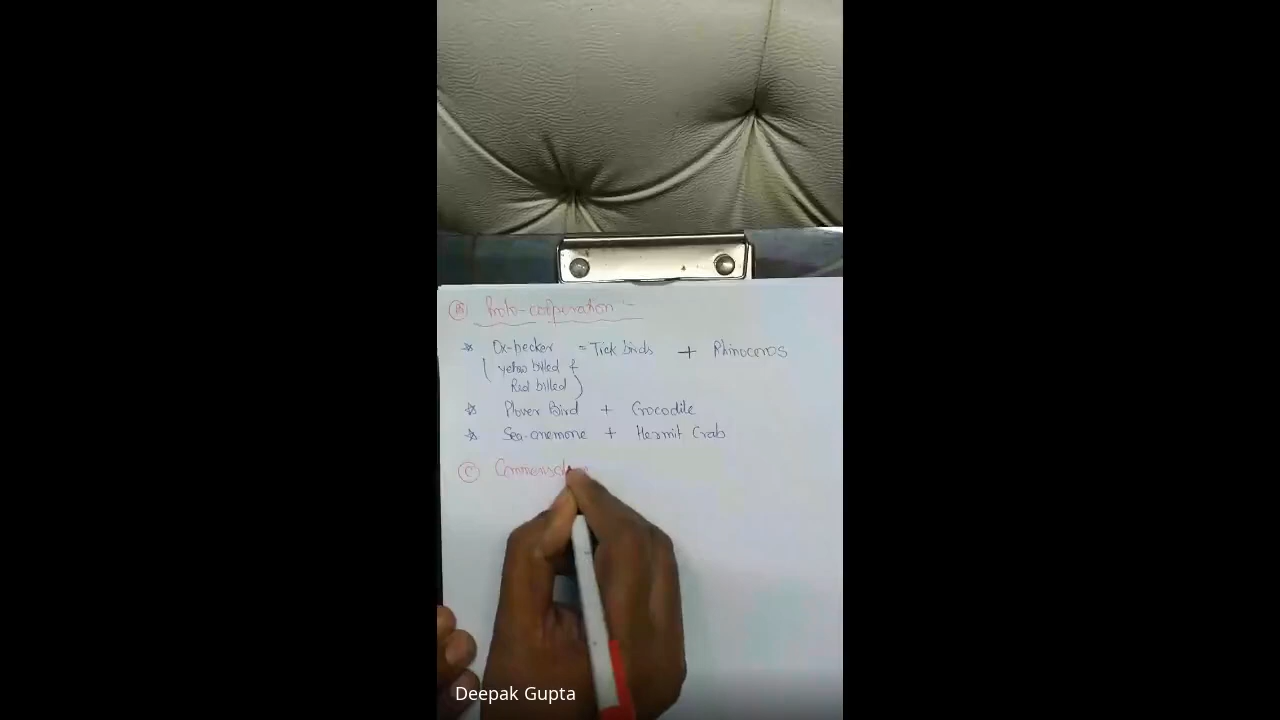 (B) Proto-cooperation :-
☆ Ox-pecker = Tick birds + Rhinoceros
( yellow billed &
Red billed )
☆ Plover Bird + Crocodile
☆ Sea-anemone + Hermit Crab
(C)
Deepak Gupta